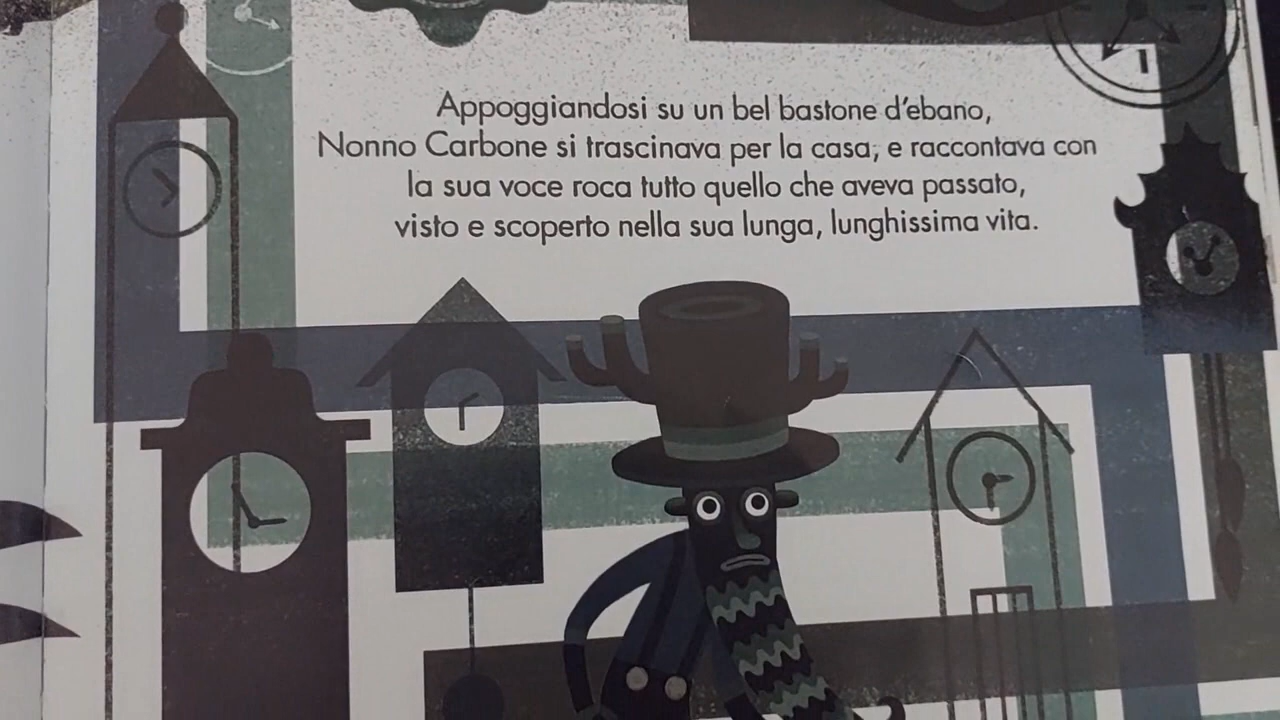 Appoggiandosi su un bel bastone d'ebano,
Nonno Carbone si trascinava per la casa, e raccontava con
la sua voce roca tutto quello che aveva passato,
visto e scoperto nella sua lunga, lunghissima vita.